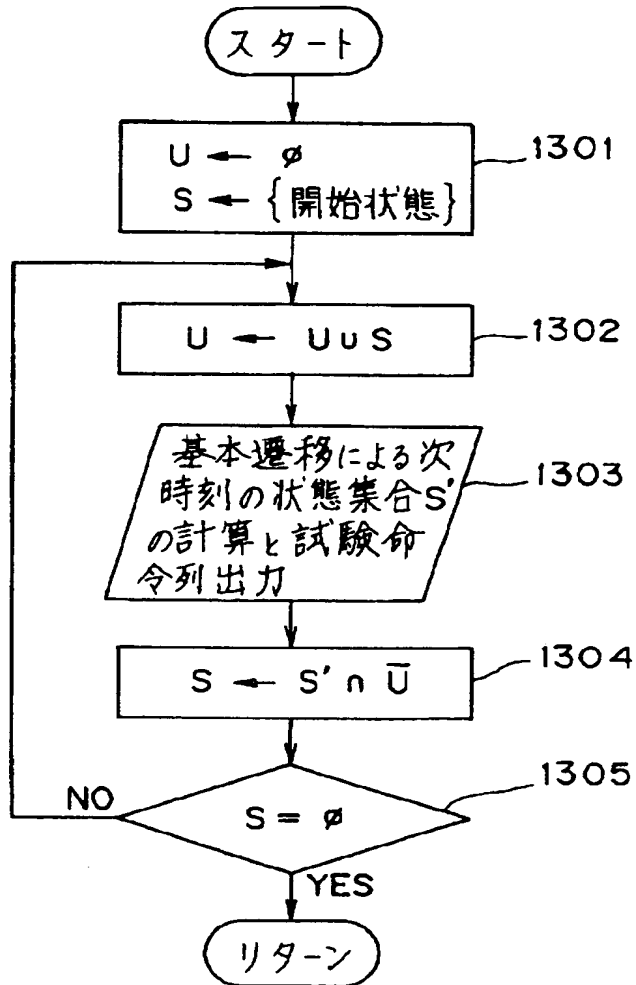 スタート
U ← ø
S ← {開始状態}
1301
U ← U ∪ S
1302
基本遷移による次
時刻の状態集合S'
の計算と試験命
令列出力
1303
S ← S' ∩ Ū
1304
S = ø
1305
NO
YES
リターン